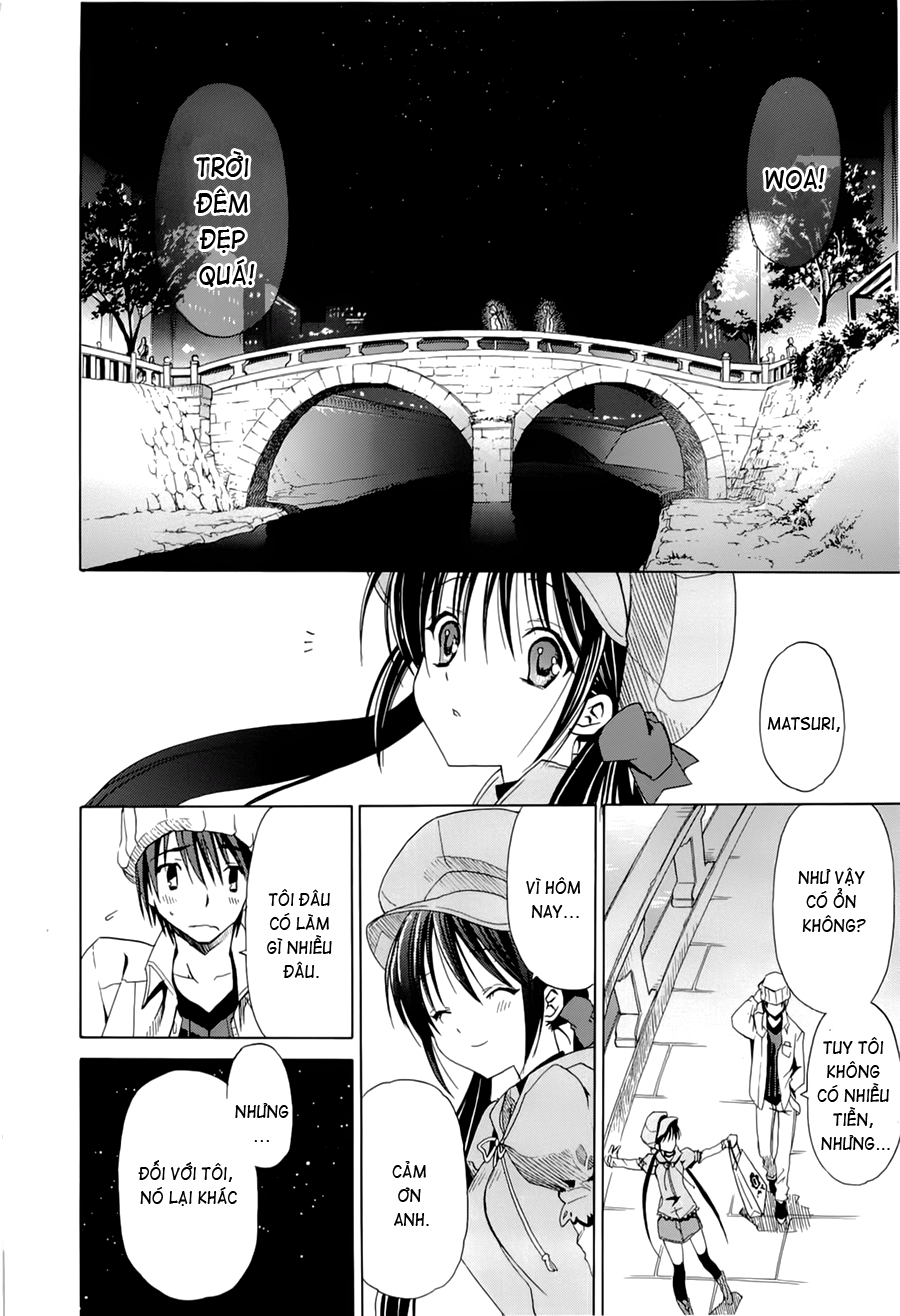 WOA!
TRỜI
ĐÊM
ĐẸP
QUÁ!
MATSURI,
NHƯ VẬY
CÓ ỔN
KHÔNG?
TUY TÔI
KHÔNG
CÓ NHIỀU
TIỀN,
NHƯNG...
VÌ HÔM
NAY...
CẢM
ƠN
ANH.
TÔI ĐÂU
CÓ LÀM
GÌ NHIỀU
ĐÂU.
NHƯNG
...
ĐỐI VỚI TÔI,
NÓ LẠI KHÁC